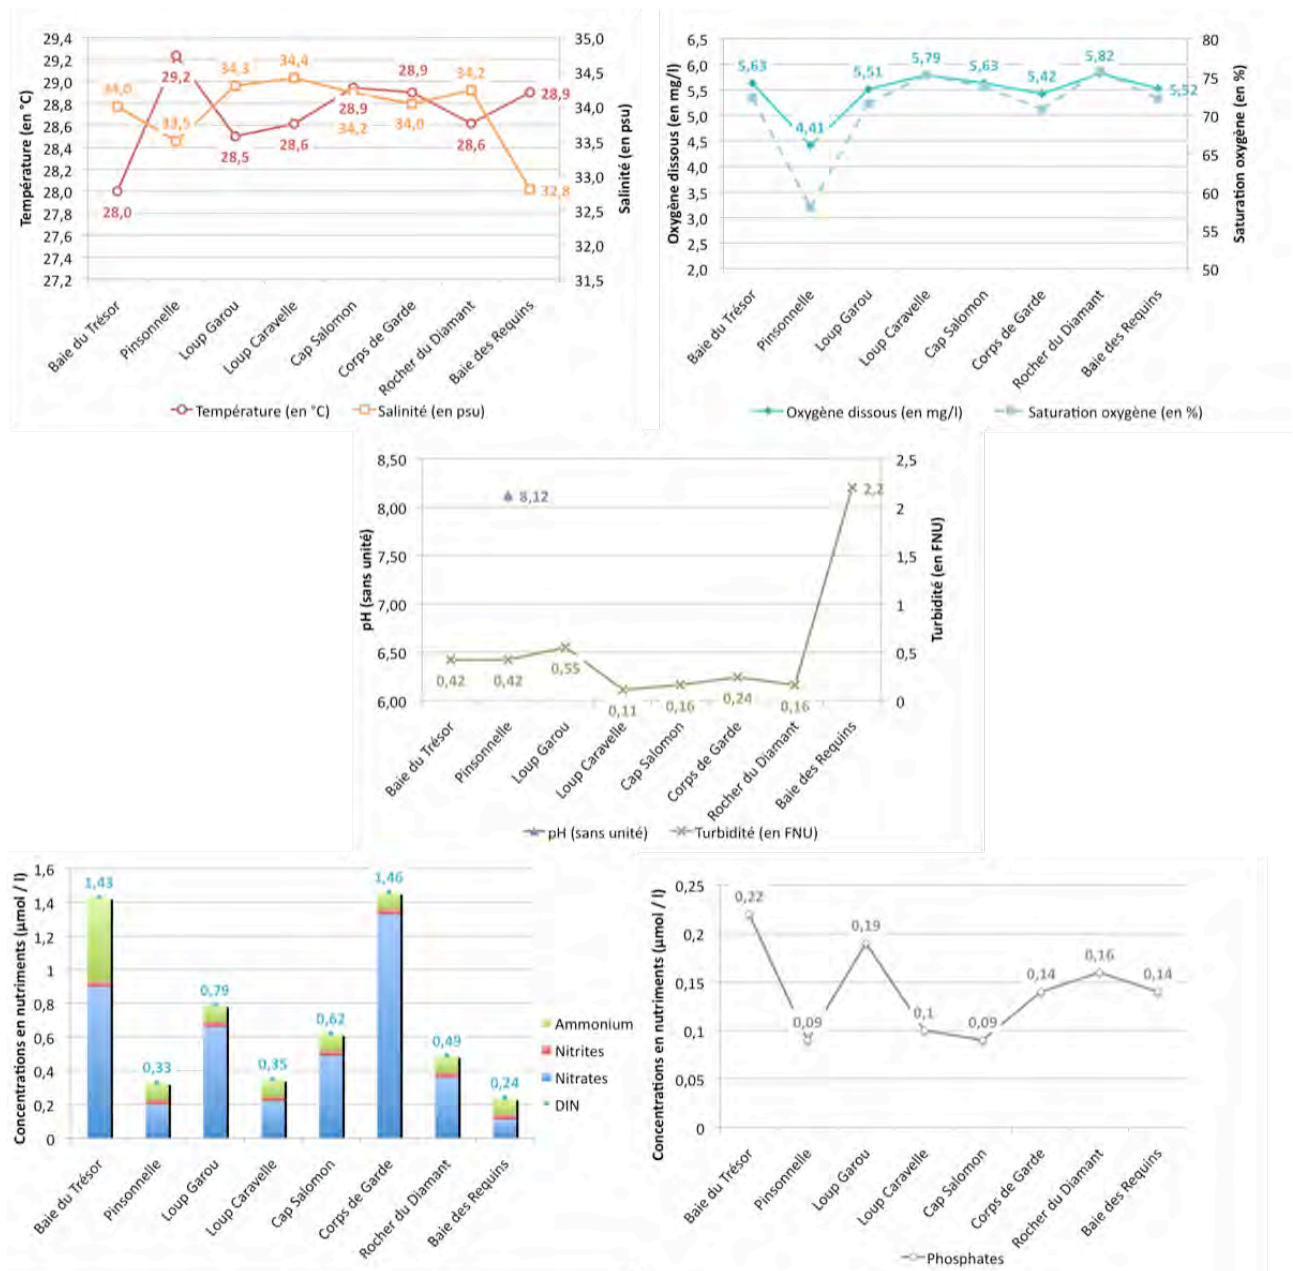 29,4
29,2
29,0
28,8
28,6
28,4
28,2
28,0
27,8
27,6
27,4
27,2
Température (en °C)
35,0
34,5
34,0
33,5
33,0
32,5
32,0
31,5
Salinité (en psu)
34,0
28,0
29,2
33,5
34,3
28,5
34,4
28,6
28,9
34,2
28,9
34,0
34,2
28,6
28,9
32,8
Baie du Trésor
Pinsonnelle
Loup Garou
Loup Caravelle
Cap Salomon
Corps de Garde
Rocher du Diamant
Baie des Requins
Température (en °C)
Salinité (en psu)
6,5
6,0
5,5
5,0
4,5
4,0
3,5
3,0
2,5
2,0
Oxygène dissous (en mg/l)
80
75
70
65
60
55
50
Saturation oxygène (en %)
5,63
4,41
5,51
5,79
5,63
5,42
5,82
5,52
Baie du Trésor
Pinsonnelle
Loup Garou
Loup Caravelle
Cap Salomon
Corps de Garde
Rocher du Diamant
Baie des Requins
Oxygène dissous (en mg/l)
Saturation oxygène (en %)
8,50
8,00
7,50
7,00
6,50
6,00
pH (sans unité)
2,5
2
1,5
1
0,5
0
Turbidité (en FNU)
8,12
0,42
0,42
0,55
0,11
0,16
0,24
0,16
2,2
Baie du Trésor
Pinsonnelle
Loup Garou
Loup Caravelle
Cap Salomon
Corps de Garde
Rocher du Diamant
Baie des Requins
pH (sans unité)
Turbidité (en FNU)
1,6
1,4
1,2
1
0,8
0,6
0,4
0,2
0
Concentrations en nutriments (µmol / l)
1,43
0,33
0,79
0,35
0,62
1,46
0,49
0,24
Baie du Trésor
Pinsonnelle
Loup Garou
Loup Caravelle
Cap Salomon
Corps de Garde
Rocher du Diamant
Baie des Requins
Ammonium
Nitrites
Nitrates
DIN
0,25
0,2
0,15
0,1
0,05
0
Concentrations en nutriments (µmol / l)
0,22
0,09
0,19
0,1
0,09
0,14
0,16
0,14
Baie du Trésor
Pinsonnelle
Loup Garou
Loup Caravelle
Cap Salomon
Corps de Garde
Rocher du Diamant
Baie des Requins
Phosphates